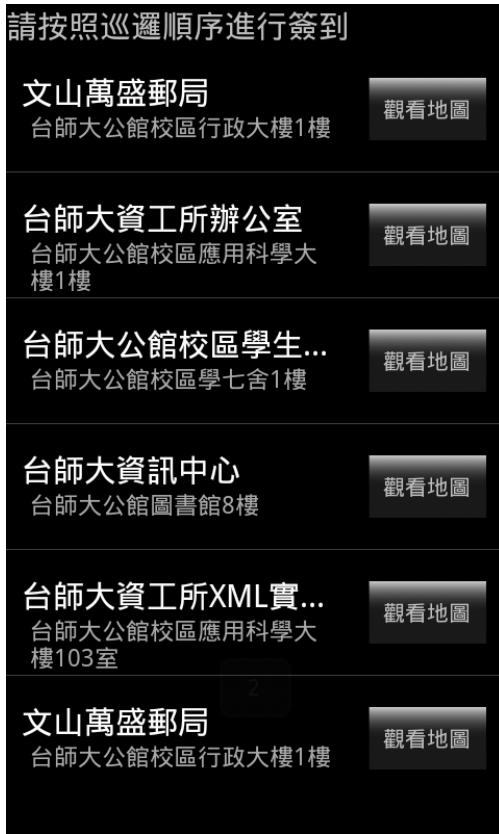 請按照巡邏順序進行簽到
文山萬盛郵局
台師大公館校區行政大樓1樓
觀看地圖
台師大資工所辦公室
台師大公館校區應用科學大
樓1樓
觀看地圖
台師大公館校區學生...
台師大公館校區學七舍1樓
觀看地圖
台師大資訊中心
台師大公館圖書館8樓
觀看地圖
台師大資工所XML實...
台師大公館校區應用科學大
樓103室
觀看地圖
2
文山萬盛郵局
台師大公館校區行政大樓1樓
觀看地圖